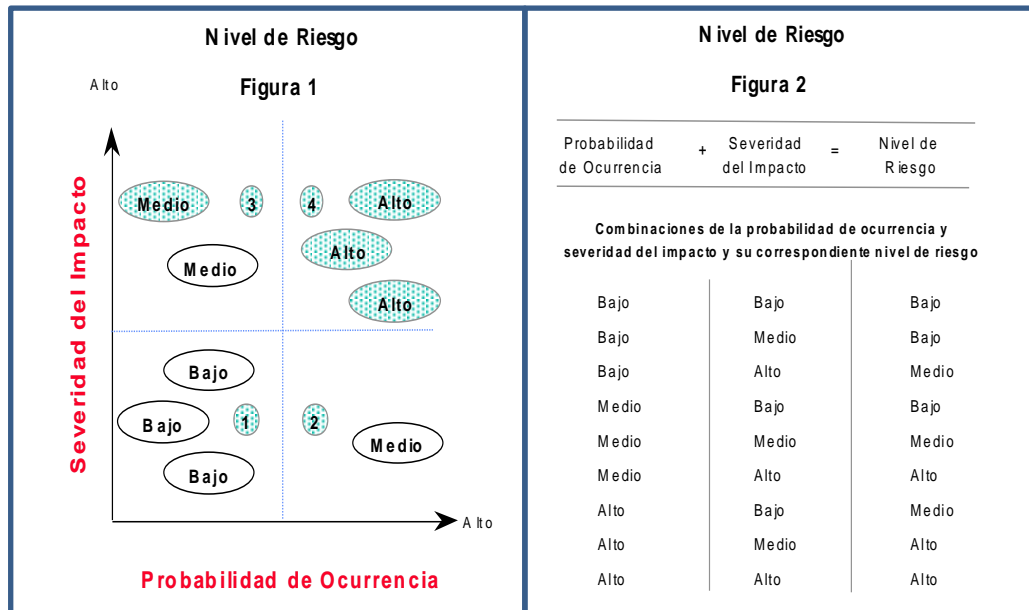 Nivel de Riesgo
Figura 1
Alto
Severidad del Impacto
Medio 3 4 Alto
Alto
Medio
Alto
Bajo
Bajo 1 2
Medio
Bajo
Alto
Probabilidad de Ocurrencia
Nivel de Riesgo
Figura 2
Probabilidad de Ocurrencia + Severidad del Impacto = Nivel de Riesgo
Combinaciones de la probabilidad de ocurrencia y
severidad del impacto y su correspondiente nivel de riesgo
Bajo Bajo Bajo
Bajo Medio Bajo
Bajo Alto Medio
Medio Bajo Bajo
Medio Medio Medio
Medio Alto Alto
Alto Bajo Medio
Alto Medio Alto
Alto Alto Alto